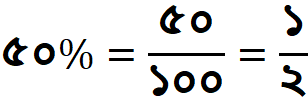 ৫০% = ৫০/১০০ = ১/২